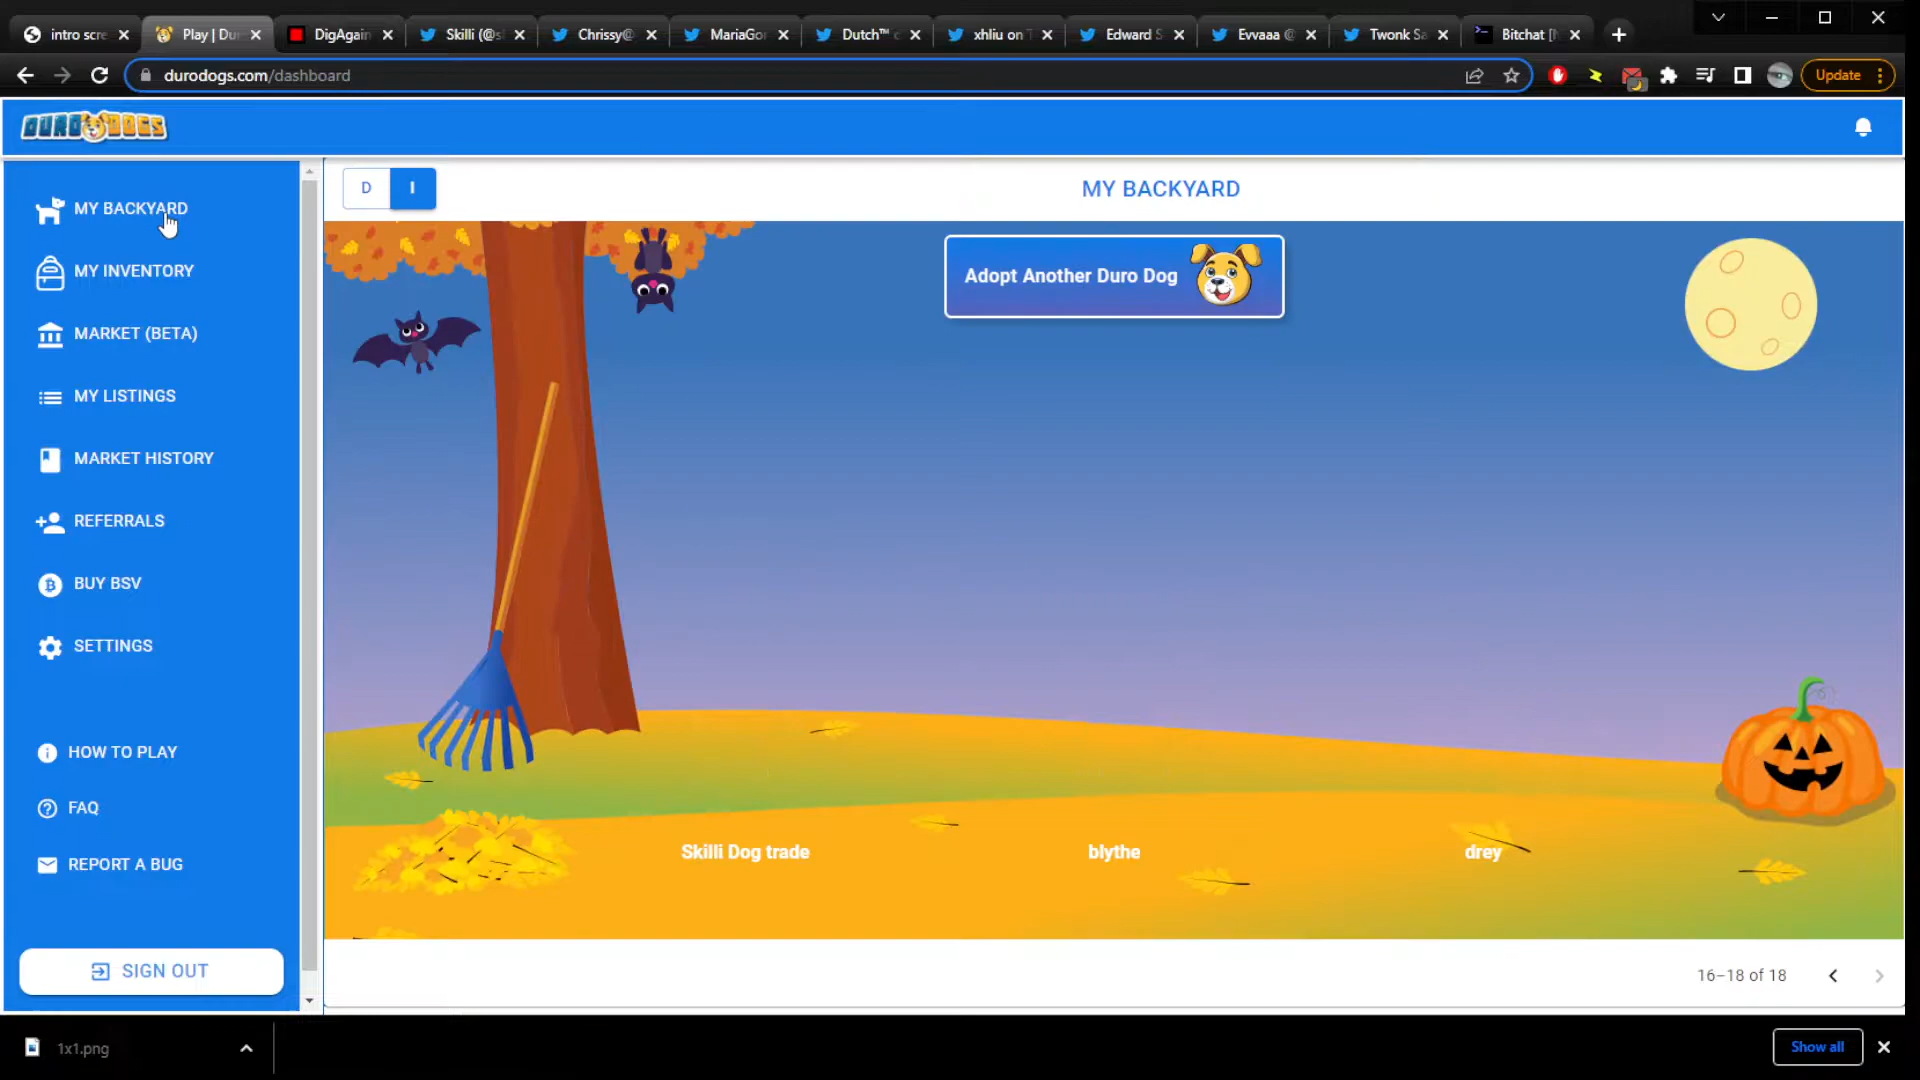 intro scre
Play | Du
DigAgain
Skilli (@s
Chrissy@
MariaGor
Dutch™
xhliu on T
Edward S
Evvaaa @
Twonk Sa
Bitchat [
durodogs.com/dashboard
Update
DURO DOGS
D
I
MY BACKYARD
MY BACKYARD
MY INVENTORY
MARKET (BETA)
MY LISTINGS
MARKET HISTORY
REFERRALS
BUY BSV
SETTINGS
HOW TO PLAY
FAQ
REPORT A BUG
SIGN OUT
Adopt Another Duro Dog
Skilli Dog trade
blythe
drey
16–18 of 18
1x1.png
Show all